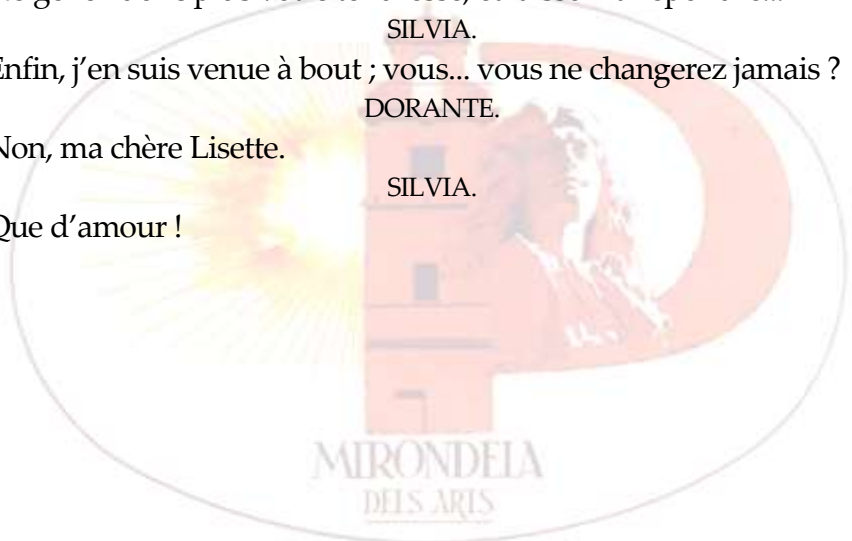 SILVIA.
Enfin, j'en suis venue à bout ; vous... vous ne changerez jamais ?
DORANTE.
Non, ma chère Lisette.
SILVIA.
Que d'amour !
MIRONDELA
DELS ARTS